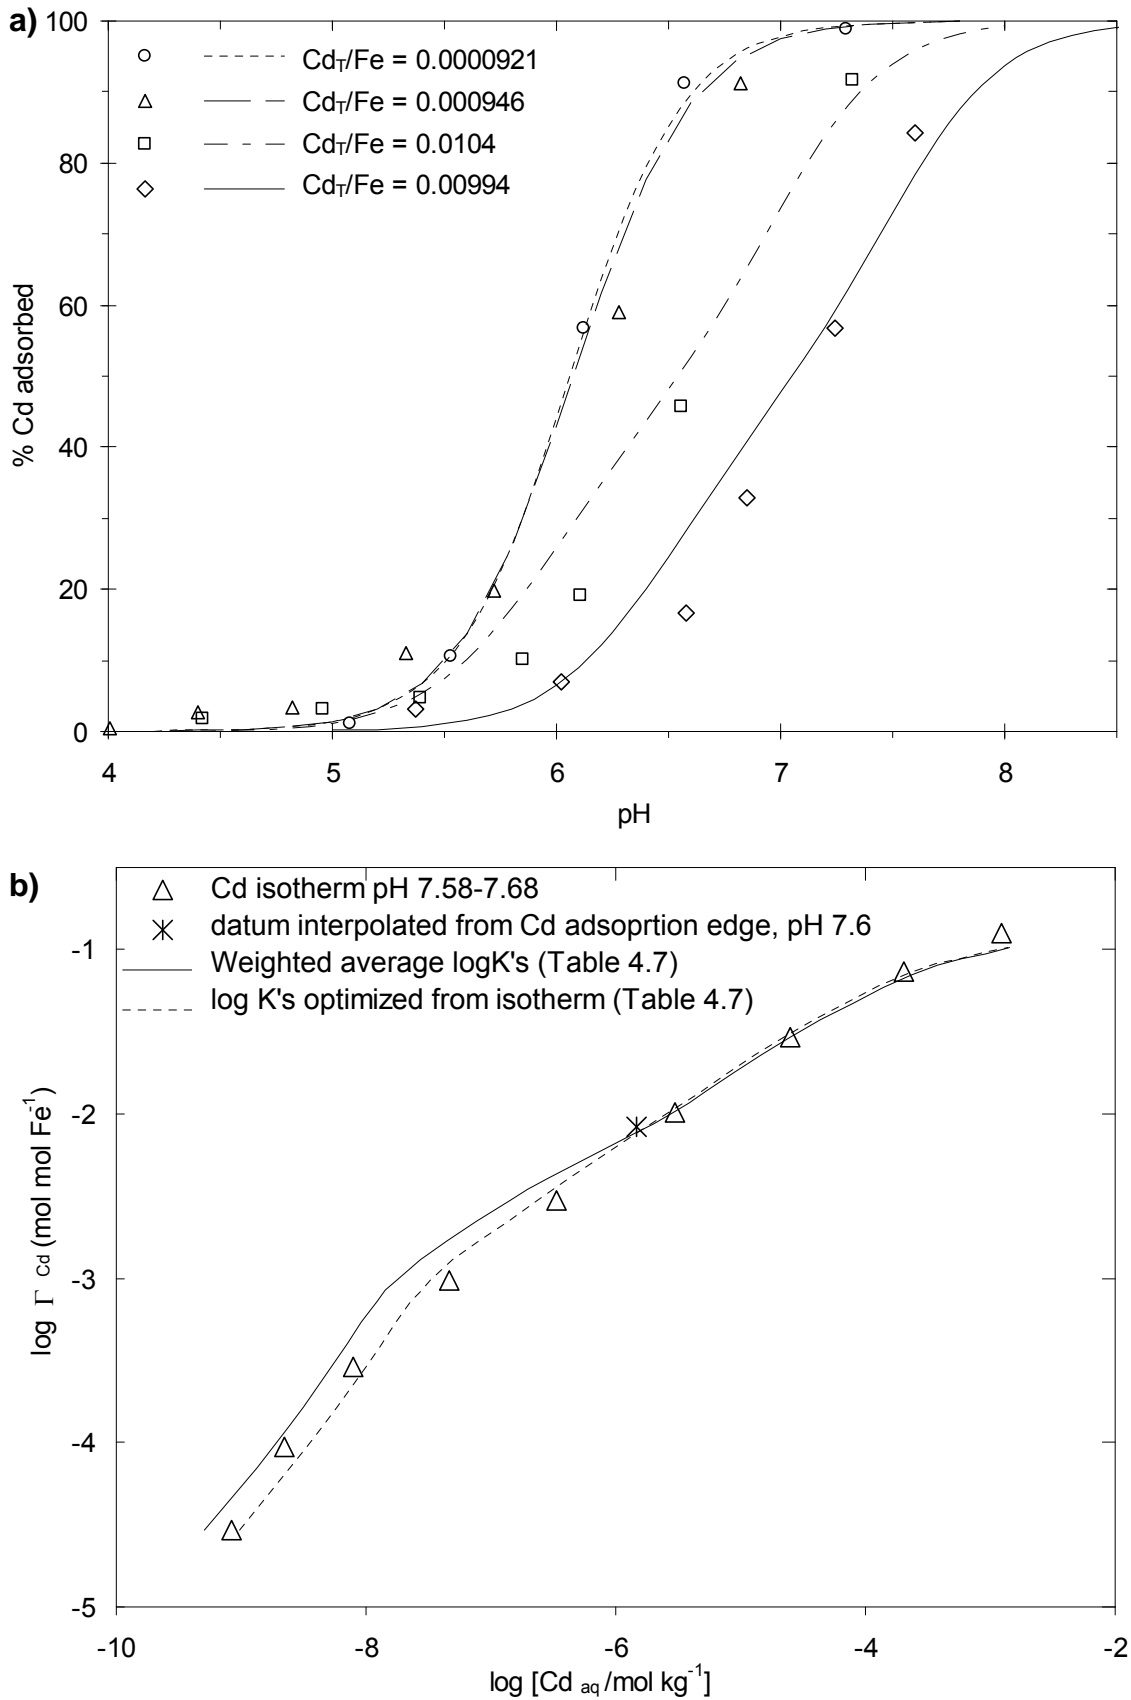 a)
100
80
60
40
20
0
% Cd adsorbed
CdT/Fe = 0.0000921
CdT/Fe = 0.000946
CdT/Fe = 0.0104
CdT/Fe = 0.00994
4 5 6 7 8
pH
b)
Cd isotherm pH 7.58-7.68
datum interpolated from Cd adsoprtion edge, pH 7.6
Weighted average logK's (Table 4.7)
log K's optimized from isotherm (Table 4.7)
-1
-2
-3
-4
-5
log Γ Cd (mol mol Fe-1)
-10 -8 -6 -4 -2
log [Cd aq /mol kg-1]